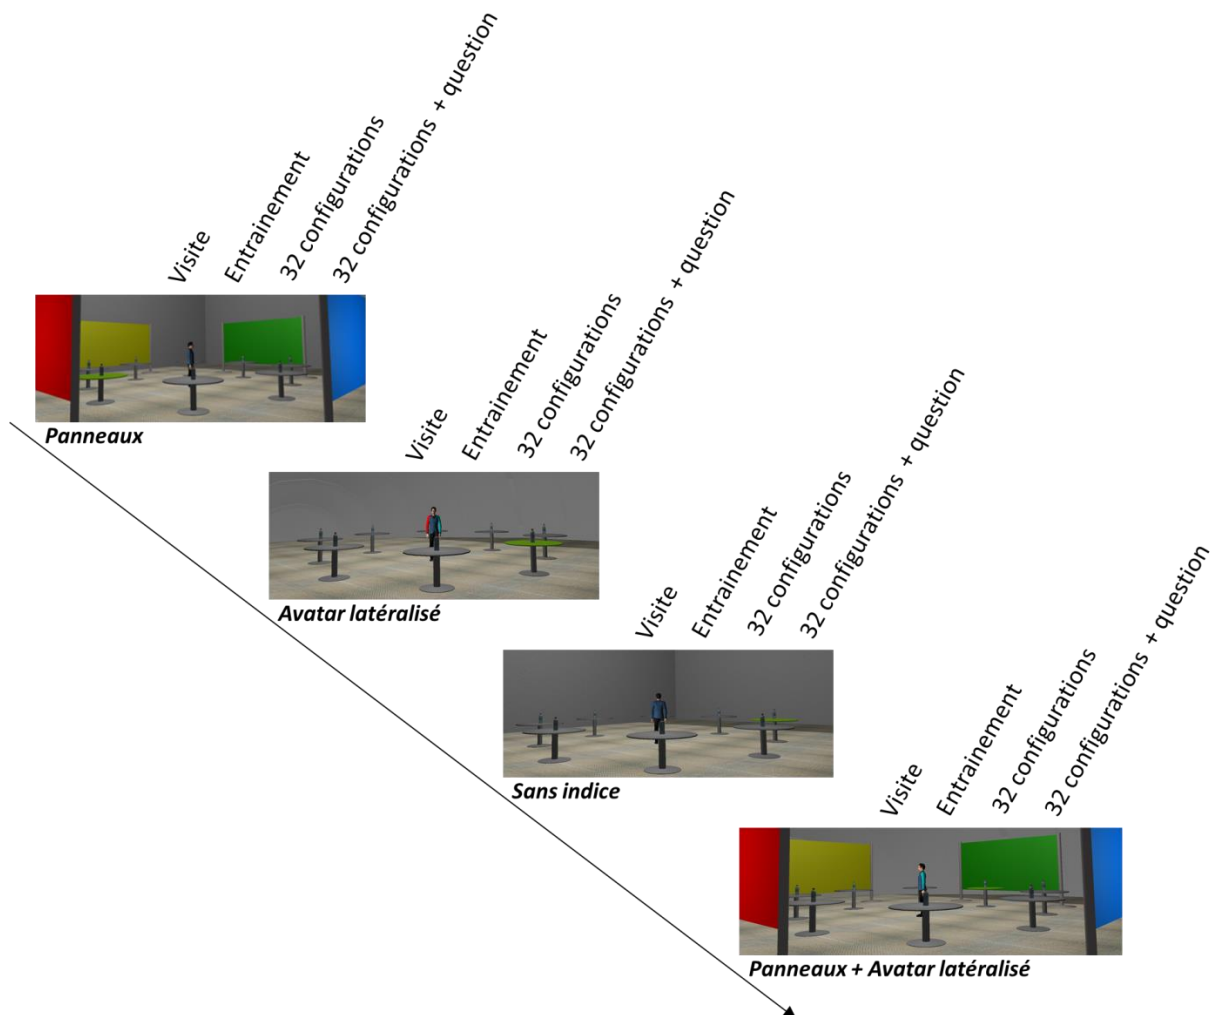 Visite
Entrainement
32 configurations
32 configurations + question
Panneaux
Visite
Entrainement
32 configurations
32 configurations + question
Avatar latéralisé
Visite
Entrainement
32 configurations
32 configurations + question
Sans indice
Visite
Entrainement
32 configurations
32 configurations + question
Panneaux + Avatar latéralisé